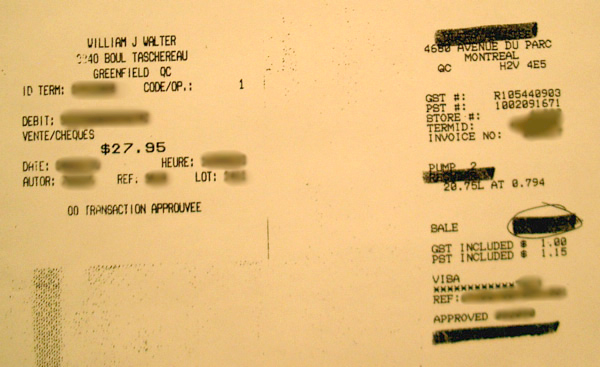 WILLIAM J WALTER
3340 BOUL TASCHEREAU
GREENFIELD QC
ID TERM: CODE/OP.: 1
DEBIT:
VENTE/CHEQUES
$27.95
DATE: HEURE:
AUTOR: REF: LOT:
00 TRANSACTION APPROUVEE
4680 AVENUE DU PARC
MONTREAL
QC H2V 4E5
GST #: R105440903
PST #: 1002091671
STORE #:
TERMID:
INVOICE NO:
PUMP 2
20.75L AT 0.794
SALE
GST INCLUDED $ 1.00
PST INCLUDED $ 1.15
VISA
REF:
APPROVED